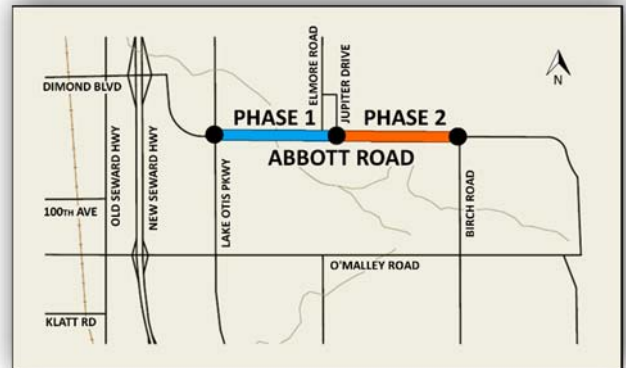 ELMORE ROAD
JUPITER DRIVE
N
DIMOND BLVD
PHASE 1
PHASE 2
ABBOTT ROAD
OLD SEWARD HWY
NEW SEWARD HWY
LAKE OTIS PKWY
BIRCH ROAD
100TH AVE
O'MALLEY ROAD
KLATT RD